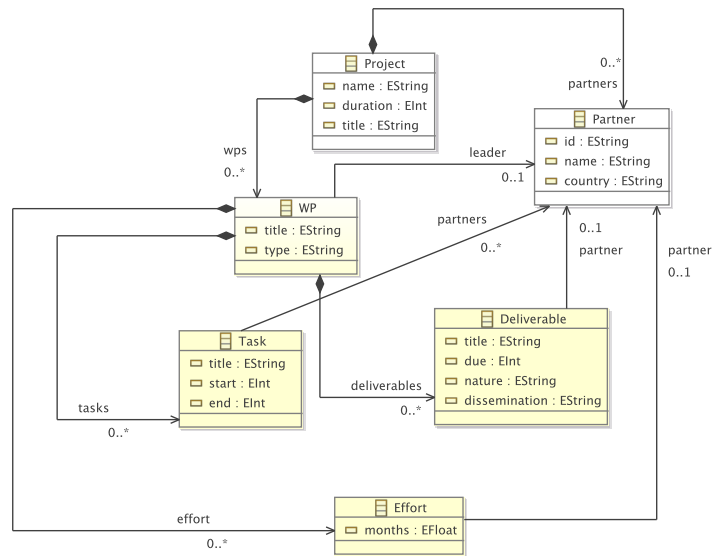 Project
name : EString
duration : EInt
title : EString
0..*
partners
Partner
id : EString
name : EString
country : EString
wps
0..*
leader
0..1
WP
title : EString
type : EString
partners
0..*
0..1
partner
partner
0..1
Deliverable
title : EString
due : EInt
nature : EString
dissemination : EString
Task
title : EString
start : EInt
end : EInt
deliverables
0..*
tasks
0..*
Effort
months : EFloat
effort
0..*